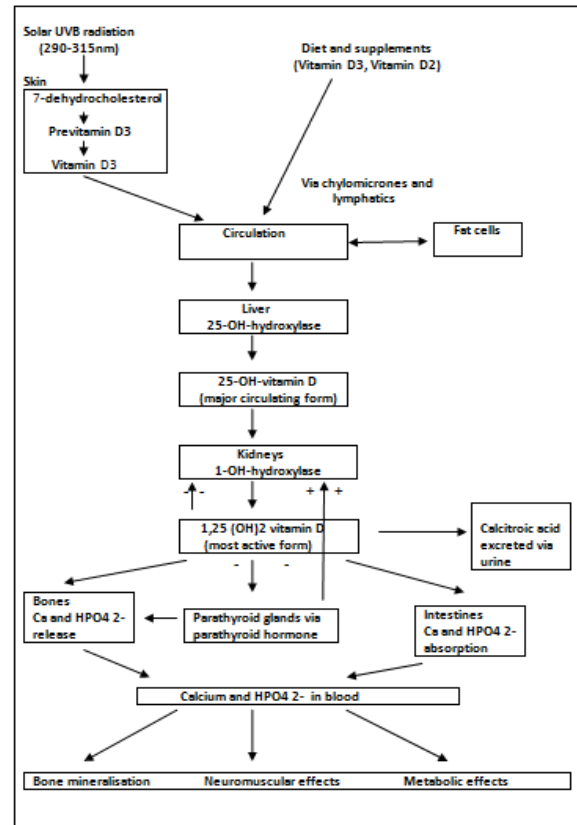 Solar UVB radiation
(290-315nm)
Diet and supplements
(Vitamin D3, Vitamin D2)
Skin
7-dehydrocholesterol
Previtamin D3
Vitamin D3
Via chylomicrones and
lymphatics
Circulation
Fat cells
Liver
25-OH-hydroxylase
25-OH-vitamin D
(major circulating form)
Kidneys
1-OH-hydroxylase
- -
+ +
1,25 (OH)2 vitamin D
(most active form)
Calcitroic acid
excreted via
urine
- -
Bones
Ca and HPO4 2-
release
Parathyroid glands via
parathyroid hormone
Intestines
Ca and HPO4 2-
absorption
Calcium and HPO4 2- in blood
Bone mineralisation Neuromuscular effects Metabolic effects